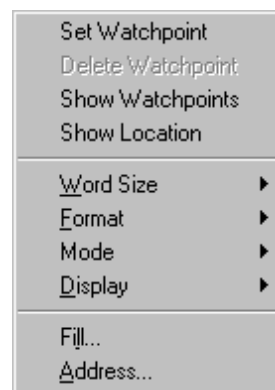 Set Watchpoint
Delete Watchpoint
Show Watchpoints
Show Location
Word Size
Format
Mode
Display
Fill...
Address...